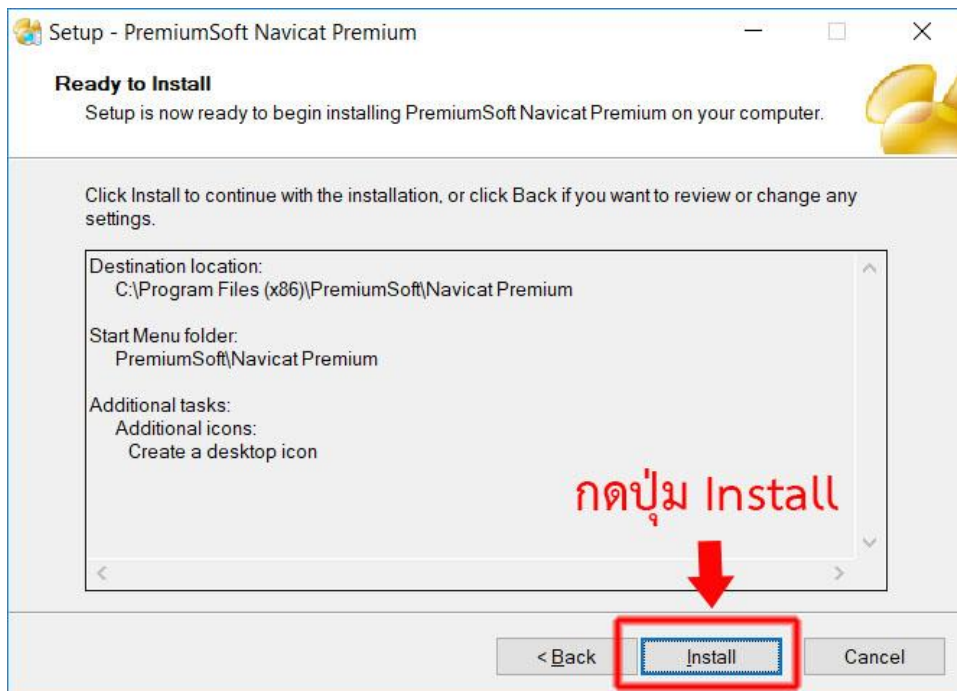 Setup - PremiumSoft Navicat Premium
Ready to Install
Setup is now ready to begin installing PremiumSoft Navicat Premium on your computer.
Click Install to continue with the installation, or click Back if you want to review or change any
settings.
Destination location:
C:\Program Files (x86)\PremiumSoft\Navicat Premium
Start Menu folder:
PremiumSoft\Navicat Premium
Additional tasks:
Additional icons:
Create a desktop icon
กดปุ่ม Install
< Back
Install
Cancel